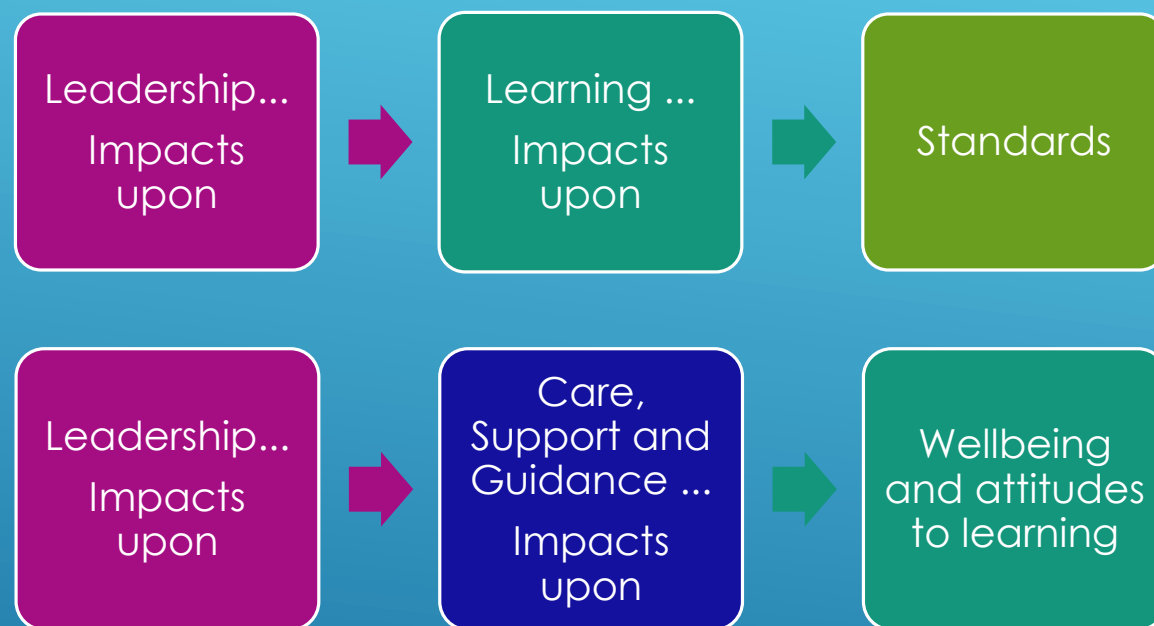 Leadership...
Impacts
upon
Learning ...
Impacts
upon
Standards
Leadership...
Impacts
upon
Care,
Support and
Guidance ...
Impacts
upon
Wellbeing
and attitudes
to learning